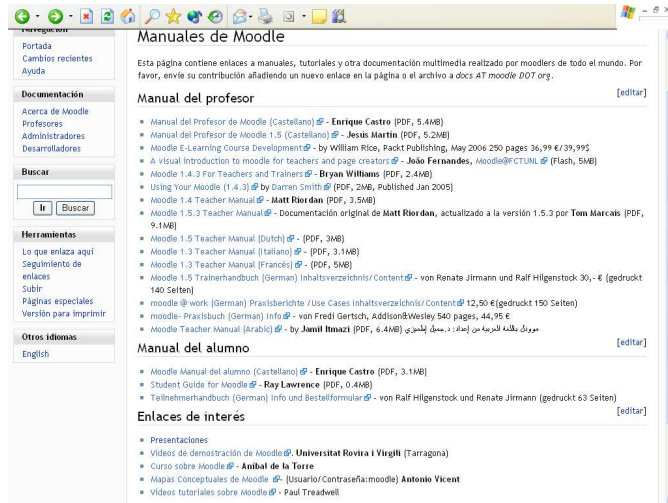 Navegación
Portada
Cambios recientes
Ayuda
Documentación
Acerca de Moodle
Profesores
Administradores
Desarrolladores
Buscar
Ir Buscar
Herramientas
Lo que enlaza aquí
Seguimiento de
enlaces
Subir
Páginas especiales
Versión para imprimir
Otros idiomas
English
Manuales de Moodle
Esta página contiene enlaces a manuales, tutoriales y otra documentación multimedia realizado por moodlers de todo el mundo. Por
favor, envíe su contribución añadiendo un nuevo enlace en la página o el archivo a docs AT moodle DOT org.
Manual del profesor [editar]
Manual del Profesor de Moodle (Castellano) - Enrique Castro (PDF, 5.4MB)
Manual del Profesor de Moodle 1.5 (Castellano) - Jesús Martín (PDF, 5.2MB)
Moodle E-Learning Course Development - by William Rice, Packt Publishing, May 2006 250 pages 36,99 €/39,99$
A visual introduction to moodle for teachers and page creators - João Fernandes, Moodle@FCTUNL (Flash, 5MB)
Moodle 1.4.3 For Teachers and Trainers - Bryan Williams (PDF, 2.4MB)
Using Your Moodle (1.4.3) by Darren Smith (PDF, 2MB, Published Jan 2005)
Moodle 1.4 Teacher Manual - Matt Riordan (PDF, 3.5MB)
Moodle 1.5.3 Teacher Manual - Documentación original de Matt Riordan, actualizado a la versión 1.5.3 por Tom Marcais (PDF,
9.1MB)
Moodle 1.5 Teacher Manual (Dutch) - (PDF, 3MB)
Moodle 1.3 Teacher Manual (Italiano) - (PDF, 3.1MB)
Moodle 1.3 Teacher Manual (Francés) - (PDF, 5MB)
Moodle 1.5 Trainerhandbuch (German) Inhaltsverzeichnis/Content - von Renate Jirmann und Ralf Hilgenstock 30,- € (gedruckt
140 Seiten)
moodle @ work (German) Praxisberichte /Use Cases Inhaltsverzeichnis/Content 12,50 €(gedruckt 150 Seiten)
moodle- Praxisbuch (German) Info - von Fredi Gertsch, Addison&Wesley 540 pages, 44,95 €
Moodle Teacher Manual (Arabic) - by Jamil Itmazi (PDF, 6.4MB) موودل باللغة العربية من إعداد: د.جميل إطميزي
Manual del alumno [editar]
Moodle Manual del alumno (Castellano) - Enrique Castro (PDF, 3.1MB)
Student Guide for Moodle - Ray Lawrence (PDF, 0.4MB)
Teilnehmerhandbuch (German) Info und Bestellformular - von Ralf Hilgenstock und Renate Jirmann (gedruckt 63 Seiten)
Enlaces de interés [editar]
Presentaciones
Videos de demostración de Moodle. Universitat Rovira i Virgili (Tarragona)
Curso sobre Moodle - Aníbal de la Torre
Mapas Conceptuales de Moodle - (Usuario/Contraseña:moodle) Antonio Vicent
Videos tutoriales sobre Moodle - Paul Treadwell